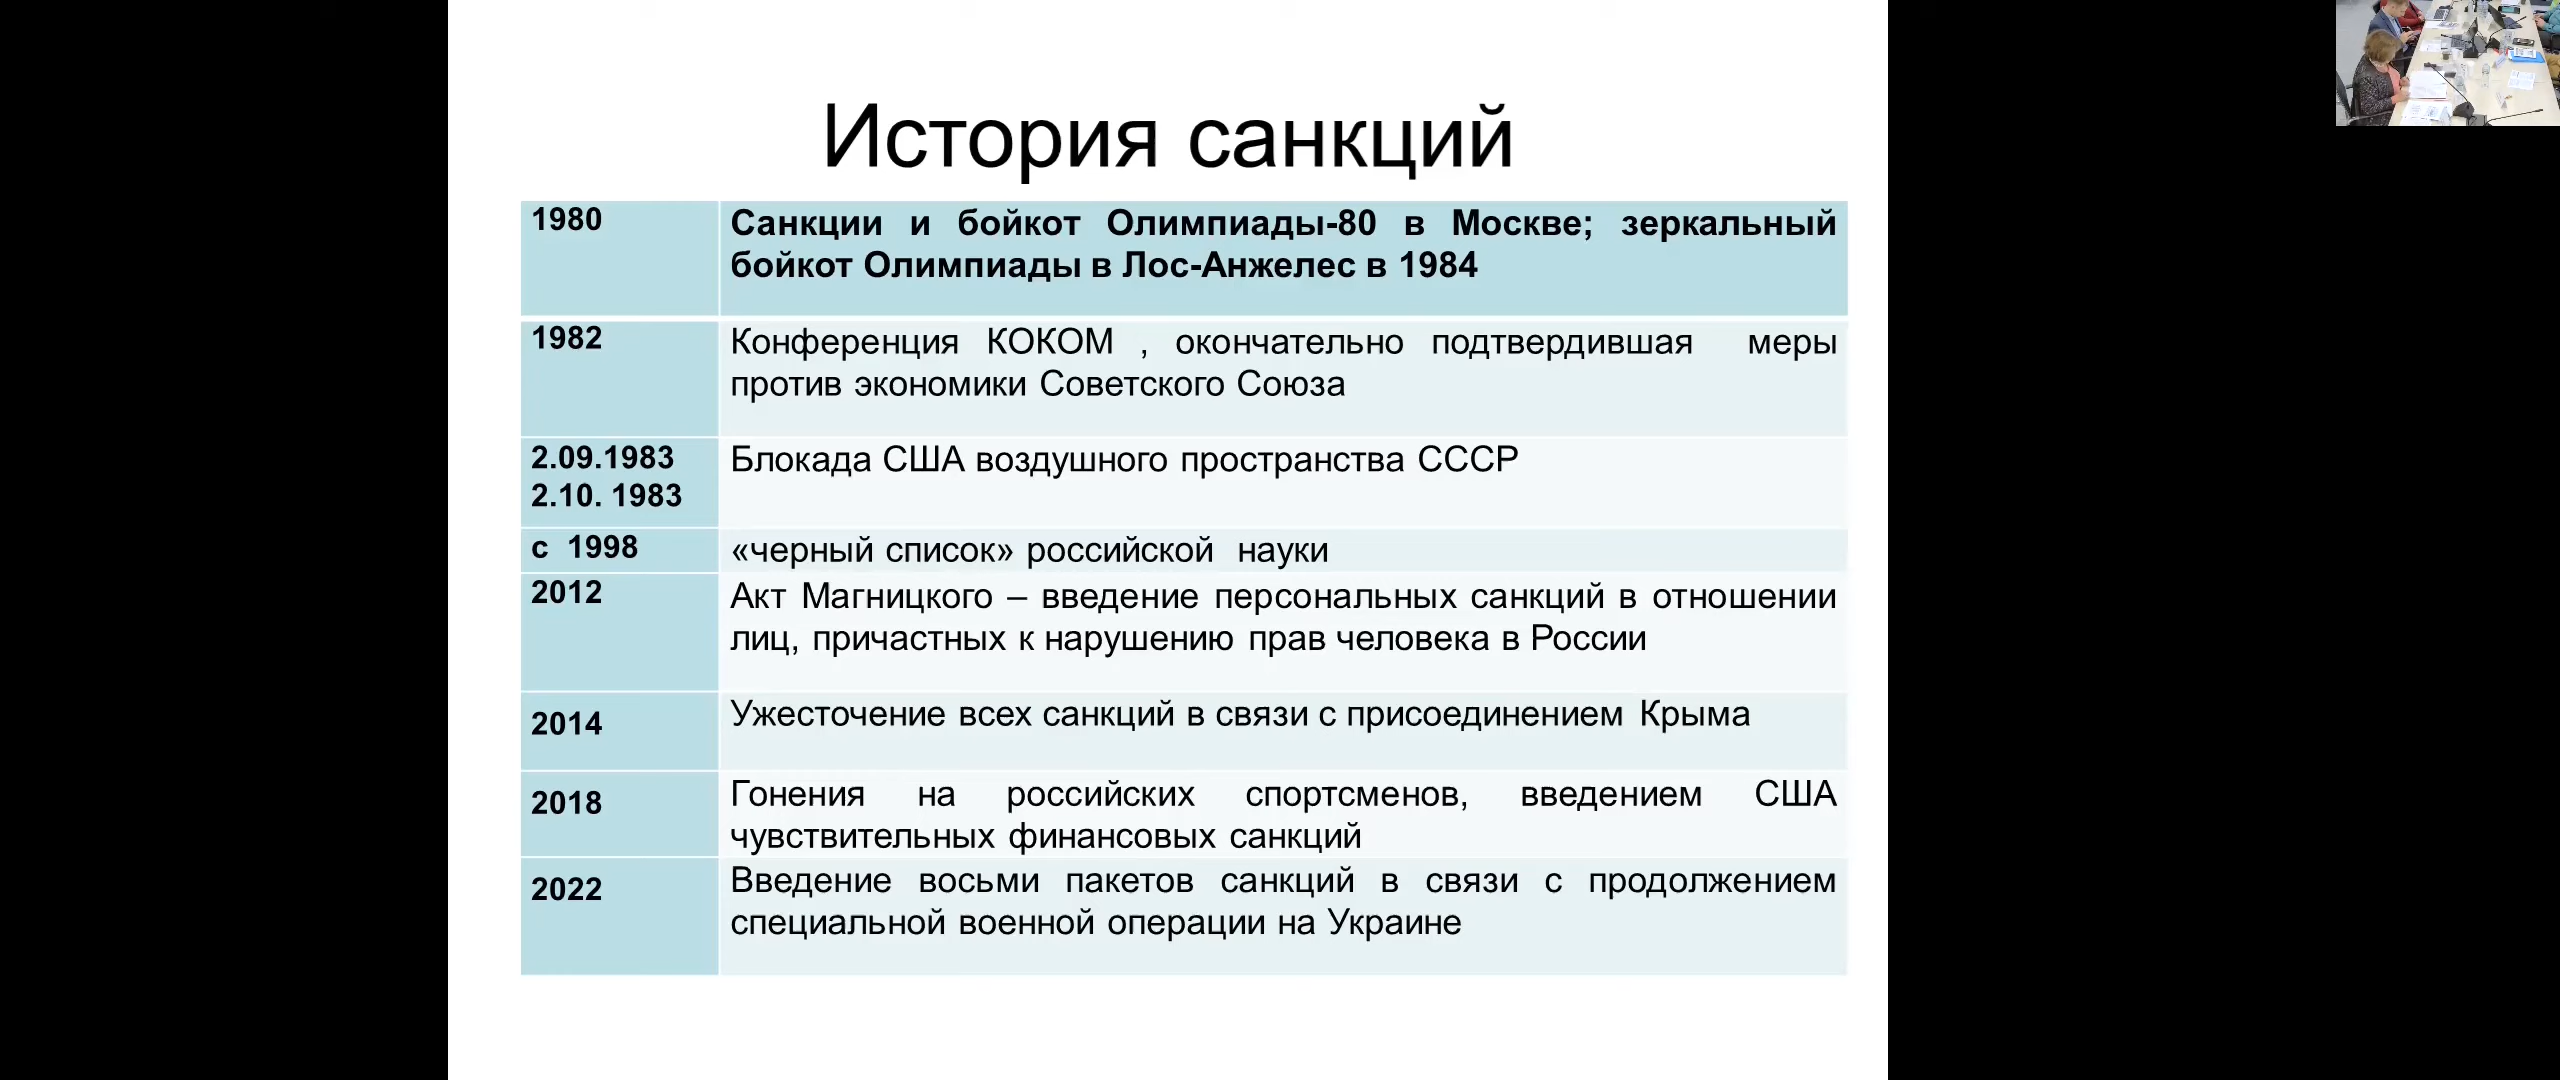 История санкций
1980
Санкции и бойкот Олимпиады-80 в Москве; зеркальный
бойкот Олимпиады в Лос-Анжелес в 1984
1982
Конференция КОКОМ , окончательно подтвердившая меры
против экономики Советского Союза
2.09.1983
2.10. 1983
Блокада США воздушного пространства СССР
с 1998
«черный список» российской науки
2012
Акт Магницкого – введение персональных санкций в отношении
лиц, причастных к нарушению прав человека в России
2014
Ужесточение всех санкций в связи с присоединением Крыма
2018
Гонения на российских спортсменов, введением США
чувствительных финансовых санкций
2022
Введение восьми пакетов санкций в связи с продолжением
специальной военной операции на Украине